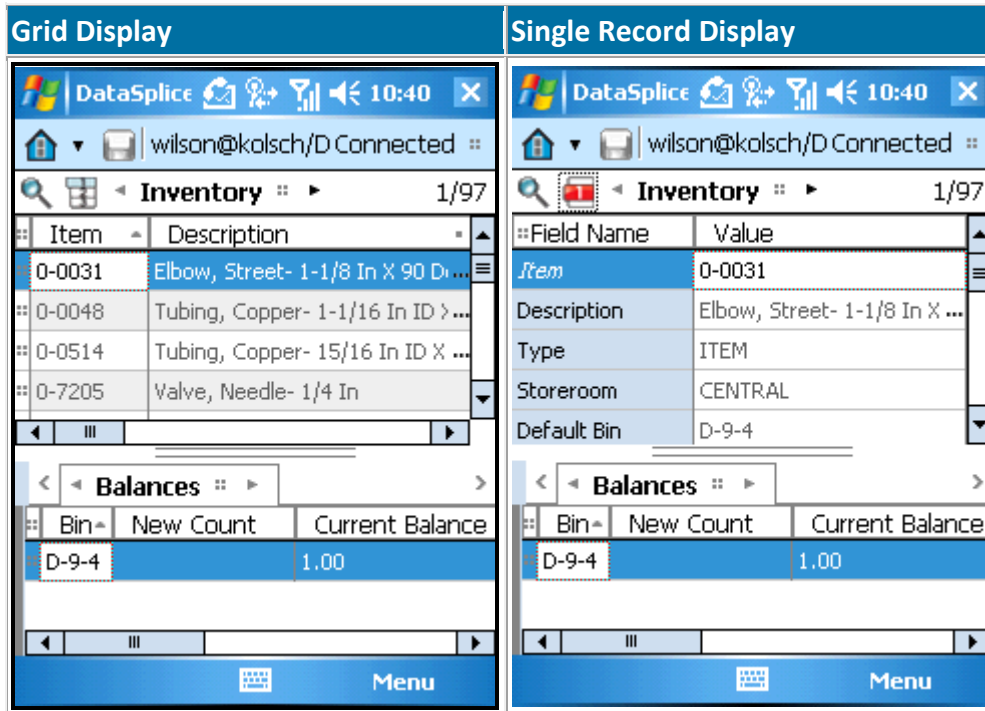 Grid Display
DataSplice 10:40
wilson@kolsch/D Connected
Inventory 1/97
Item Description
0-0031 Elbow, Street- 1-1/8 In X 90 D...
0-0048 Tubing, Copper- 1-1/16 In ID ...
0-0514 Tubing, Copper- 15/16 In ID X ...
0-7205 Valve, Needle- 1/4 In
Balances
Bin New Count Current Balance
D-9-4 1.00
Menu
Single Record Display
DataSplice 10:40
wilson@kolsch/D Connected
1 Inventory 1/97
Field Name Value
Item 0-0031
Description Elbow, Street- 1-1/8 In X ...
Type ITEM
Storeroom CENTRAL
Default Bin D-9-4
Balances
Bin New Count Current Balance
D-9-4 1.00
Menu